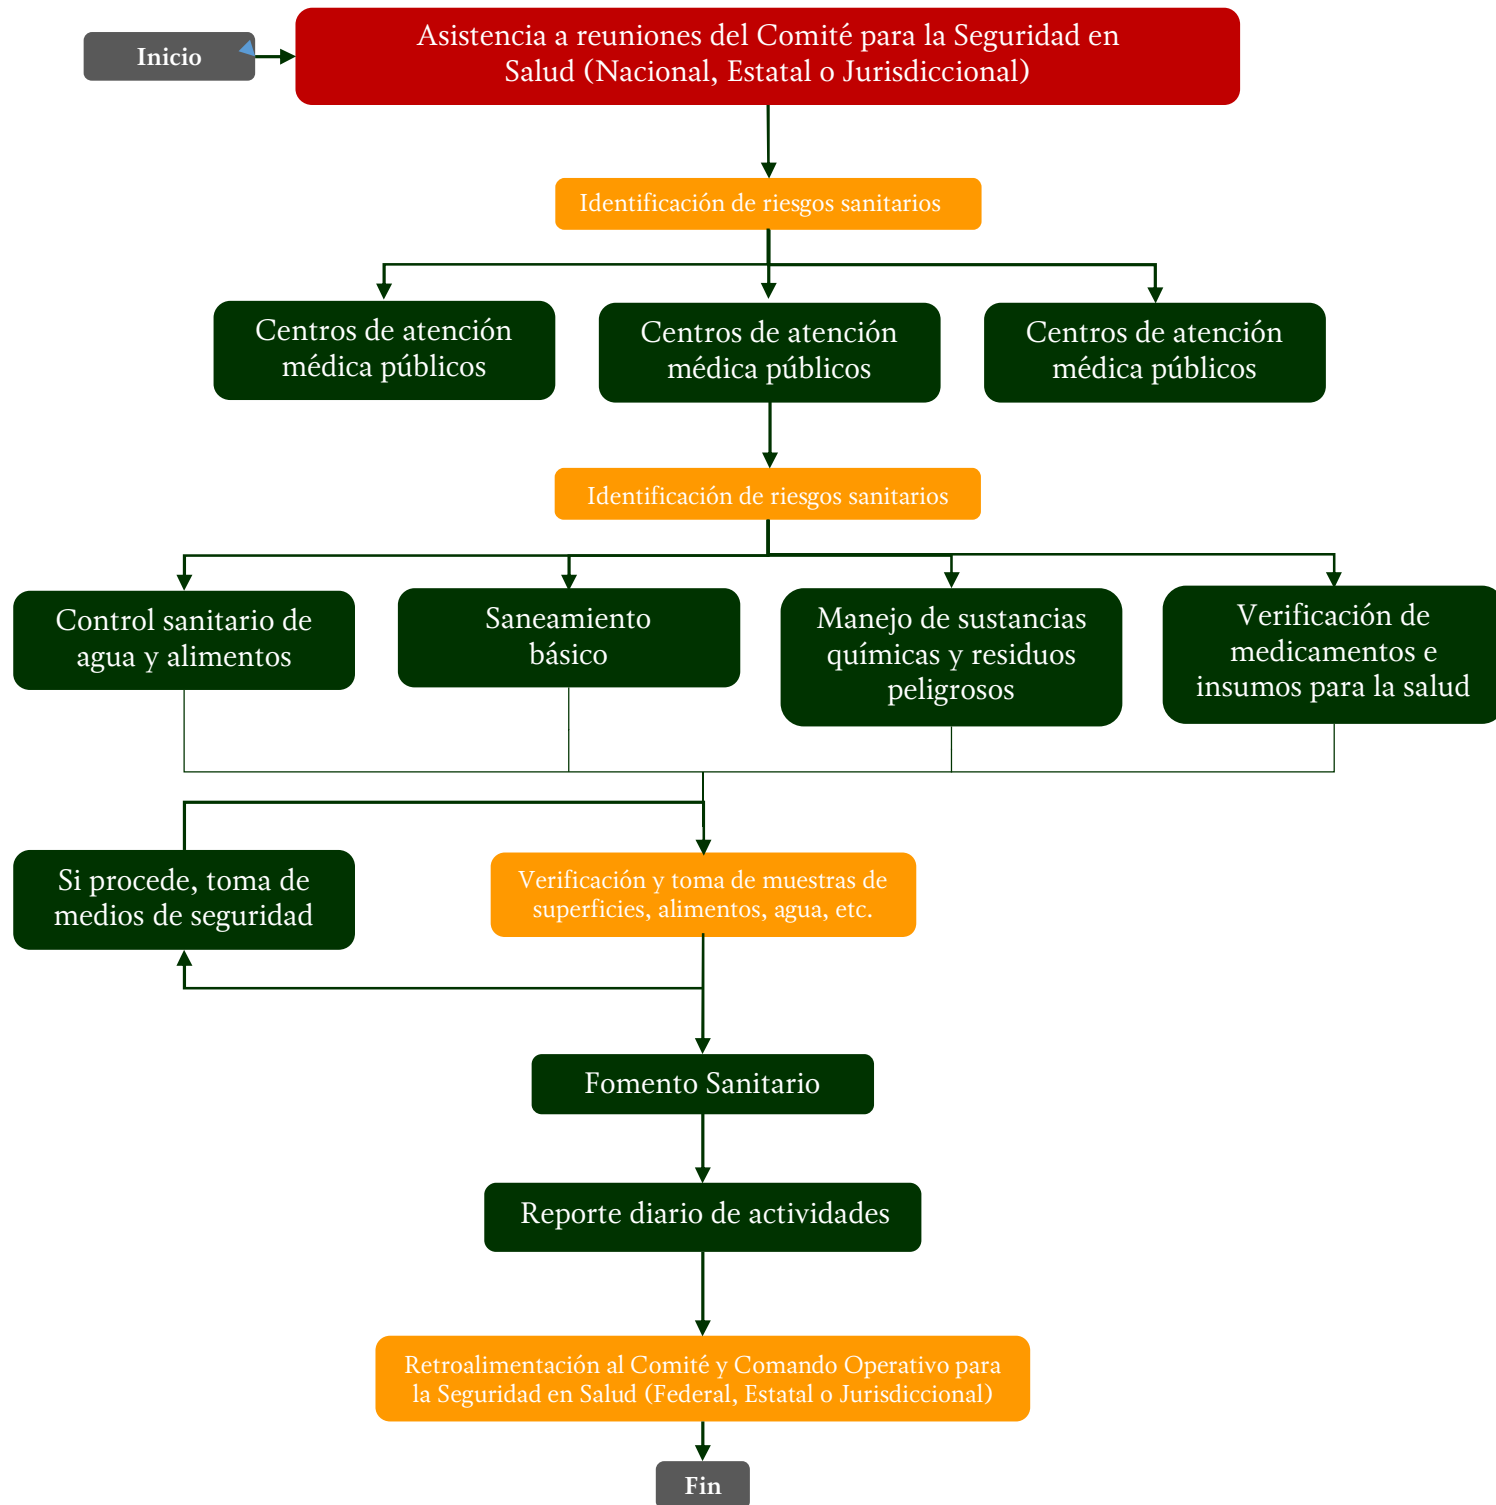 Inicio
Asistencia a reuniones del Comité para la Seguridad en
Salud (Nacional, Estatal o Jurisdiccional)
Identificación de riesgos sanitarios
Centros de atención
médica públicos
Centros de atención
médica públicos
Centros de atención
médica públicos
Identificación de riesgos sanitarios
Control sanitario de
agua y alimentos
Saneamiento
básico
Manejo de sustancias
químicas y residuos
peligrosos
Verificación de
medicamentos e
insumos para la salud
Si procede, toma de
medios de seguridad
Verificación y toma de muestras de
superficies, alimentos, agua, etc.
Fomento Sanitario
Reporte diario de actividades
Retroalimentación al Comité y Comando Operativo para
la Seguridad en Salud (Federal, Estatal o Jurisdiccional)
Fin